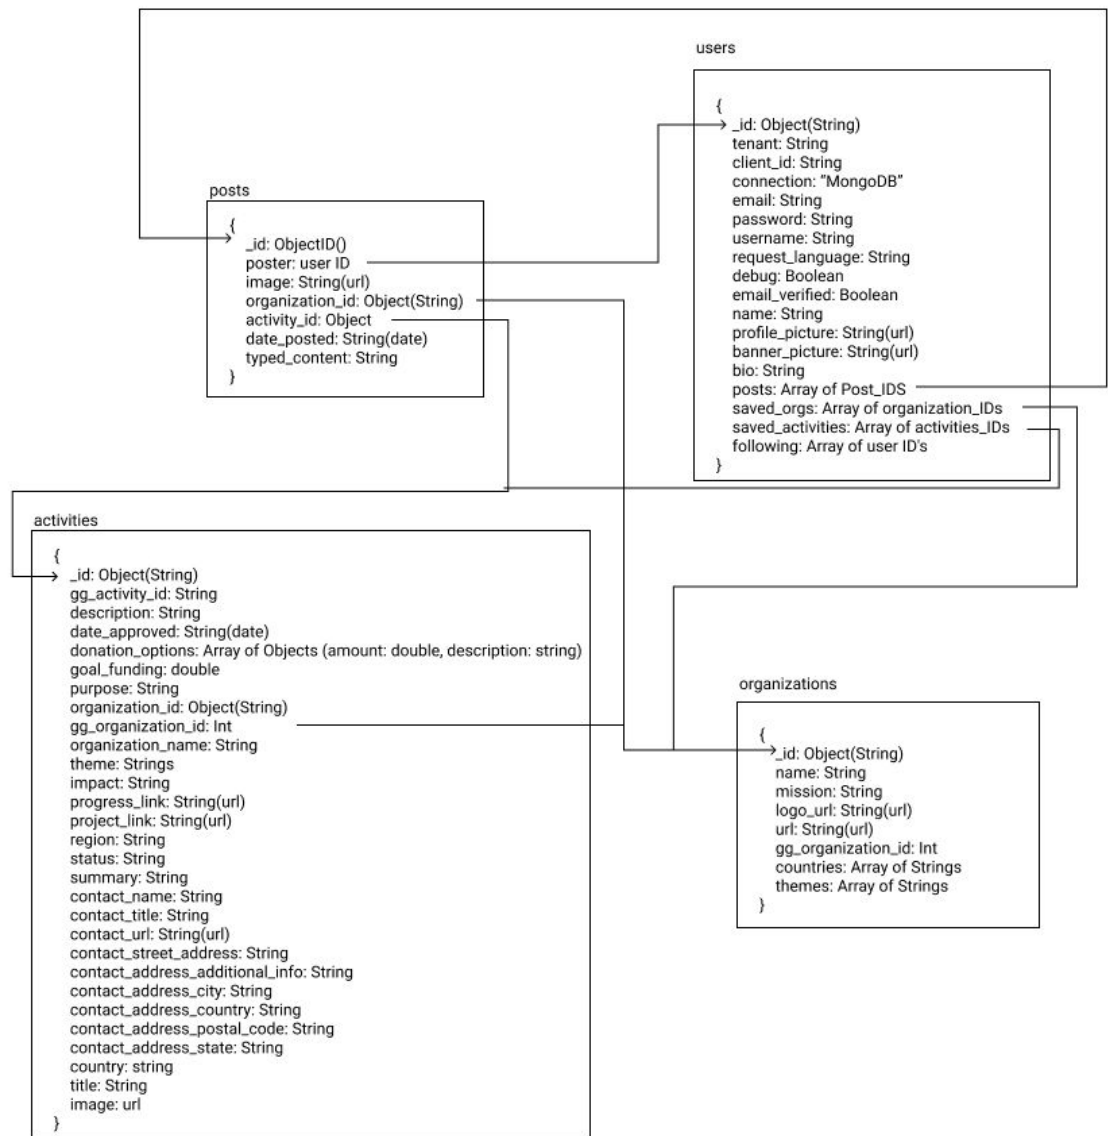 users
{
_id: Object(String)
tenant: String
client_id: String
connection: "MongoDB"
email: String
password: String
username: String
request_language: String
debug: Boolean
email_verified: Boolean
name: String
profile_picture: String(url)
banner_picture: String(url)
bio: String
posts: Array of Post_IDS
saved_orgs: Array of organization_IDs
saved_activities: Array of activities_IDs
following: Array of user ID's
}
posts
{
_id: ObjectID()
poster: user ID
image: String(url)
organization_id: Object(String)
activity_id: Object
date_posted: String(date)
typed_content: String
}
activities
{
_id: Object(String)
gg_activity_id: String
description: String
date_approved: String(date)
donation_options: Array of Objects (amount: double, description: string)
goal_funding: double
purpose: String
organization_id: Object(String)
gg_organization_id: Int
organization_name: String
theme: Strings
impact: String
progress_link: String(url)
project_link: String(url)
region: String
status: String
summary: String
contact_name: String
contact_title: String
contact_url: String(url)
contact_street_address: String
contact_address_additional_info: String
contact_address_city: String
contact_address_country: String
contact_address_postal_code: String
contact_address_state: String
country: string
title: String
image: url
}
organizations
{
_id: Object(String)
name: String
mission: String
logo_url: String(url)
url: String(url)
gg_organization_id: Int
countries: Array of Strings
themes: Array of Strings
}